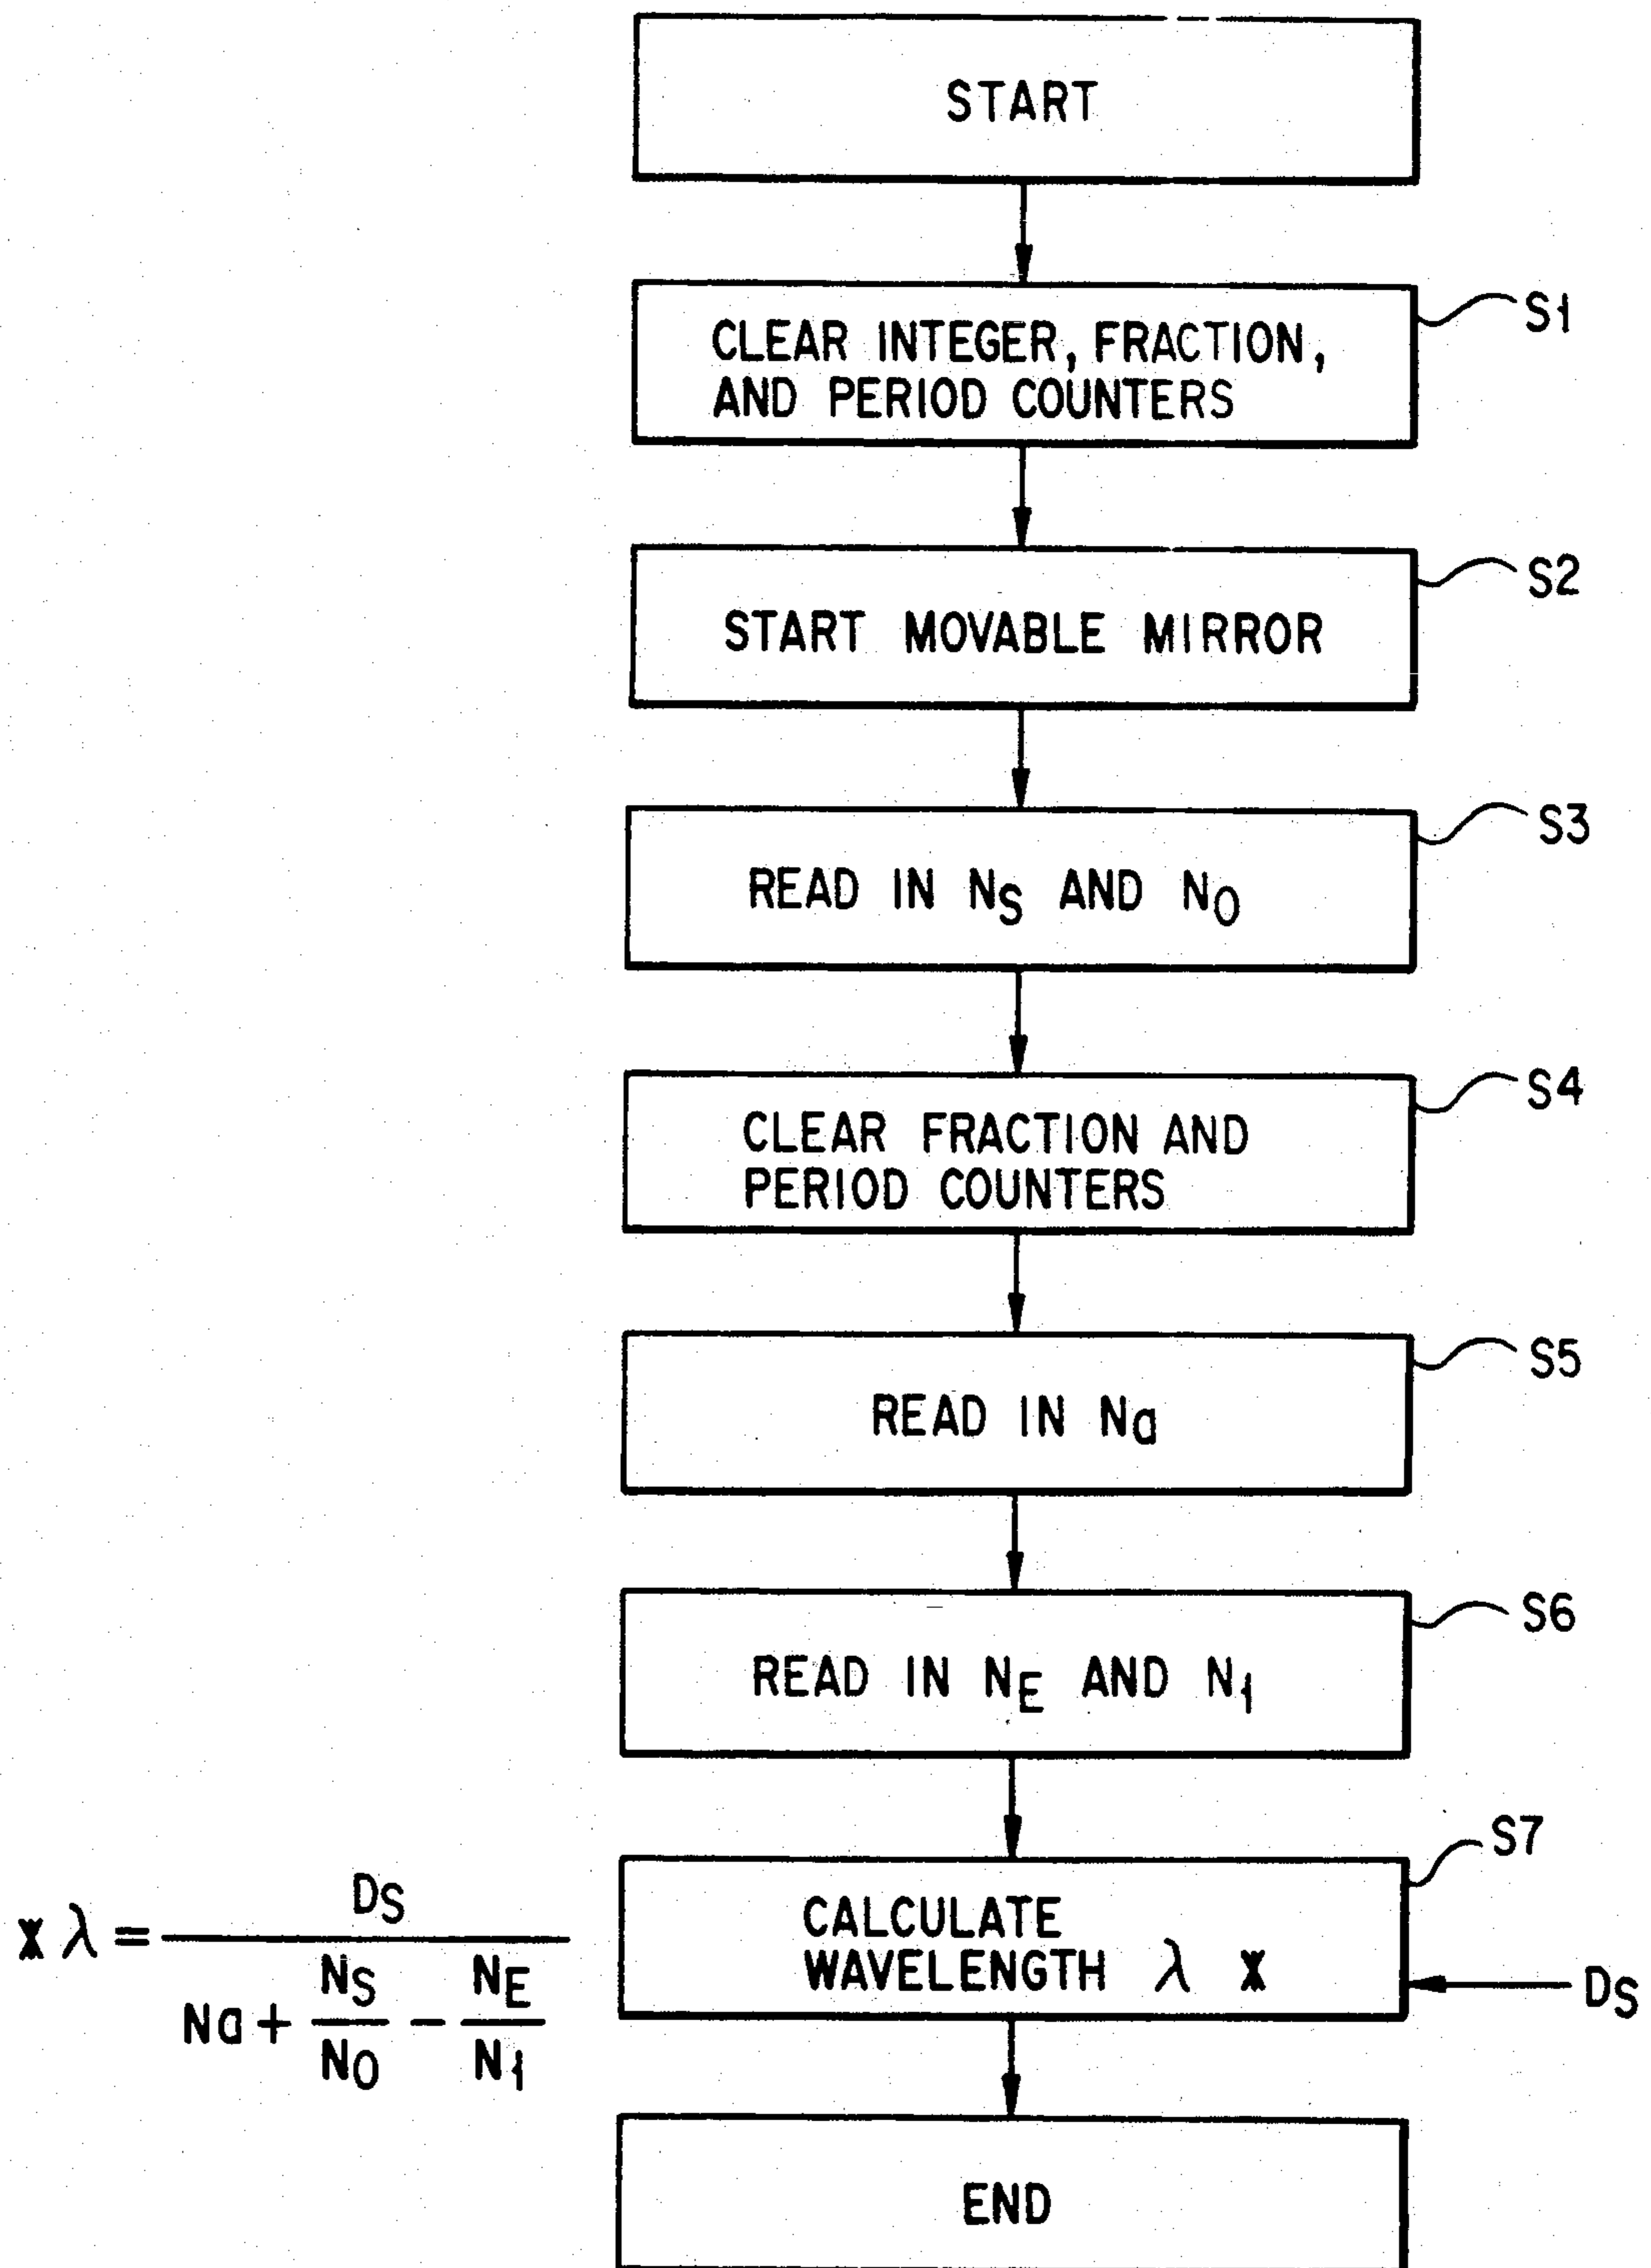 START
CLEAR INTEGER, FRACTION,
AND PERIOD COUNTERS
S1
START MOVABLE MIRROR
S2
READ IN NS AND NO
S3
CLEAR FRACTION AND
PERIOD COUNTERS
S4
READ IN Na
S5
READ IN NE AND N1
S6
CALCULATE
WAVELENGTH λ *
S7
DS
* λ = DS / (Na + NS/NO - NE/N1)
END